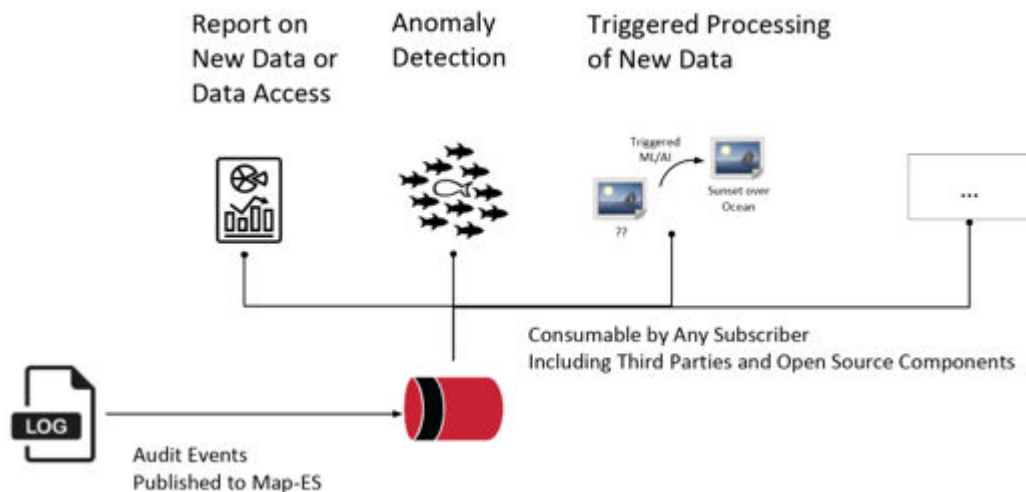 Report on
New Data or
Data Access
Anomaly
Detection
Triggered Processing
of New Data
Triggered
ML/AI
Sunset over
Ocean
??
...
Consumable by Any Subscriber
Including Third Parties and Open Source Components
LOG
Audit Events
Published to Map-ES